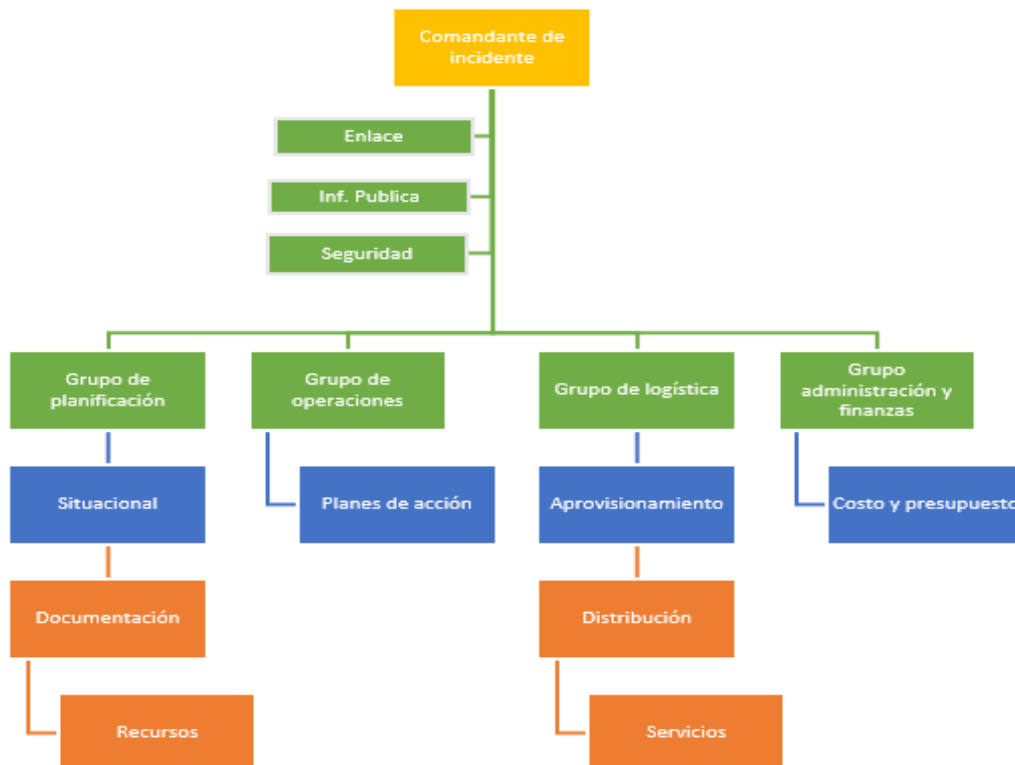 Comandante de
incidente
Enlace
Inf. Publica
Seguridad
Grupo de
planificación
Grupo de
operaciones
Grupo de logística
Grupo
administración y
finanzas
Situacional
Planes de acción
Aprovisionamiento
Costo y presupuesto
Documentación
Distribución
Recursos
Servicios